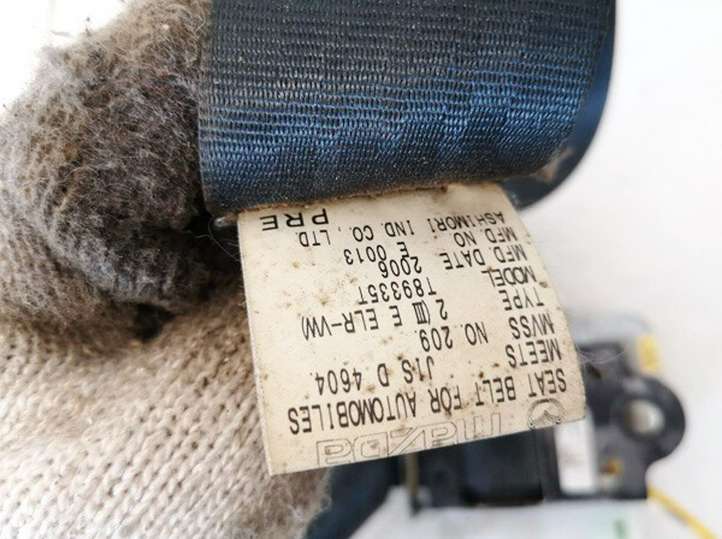 mazda
SEAT BELT FOR AUTOMOBILES
MEETS JIS D 4604
MVSS NO. 209
TYPE 2 (III E ELR-VW)
MODEL T89335T
MFD. DATE 2006
MFD. NO. E 0013
ASHIMORI IND. CO., LTD.
PRE